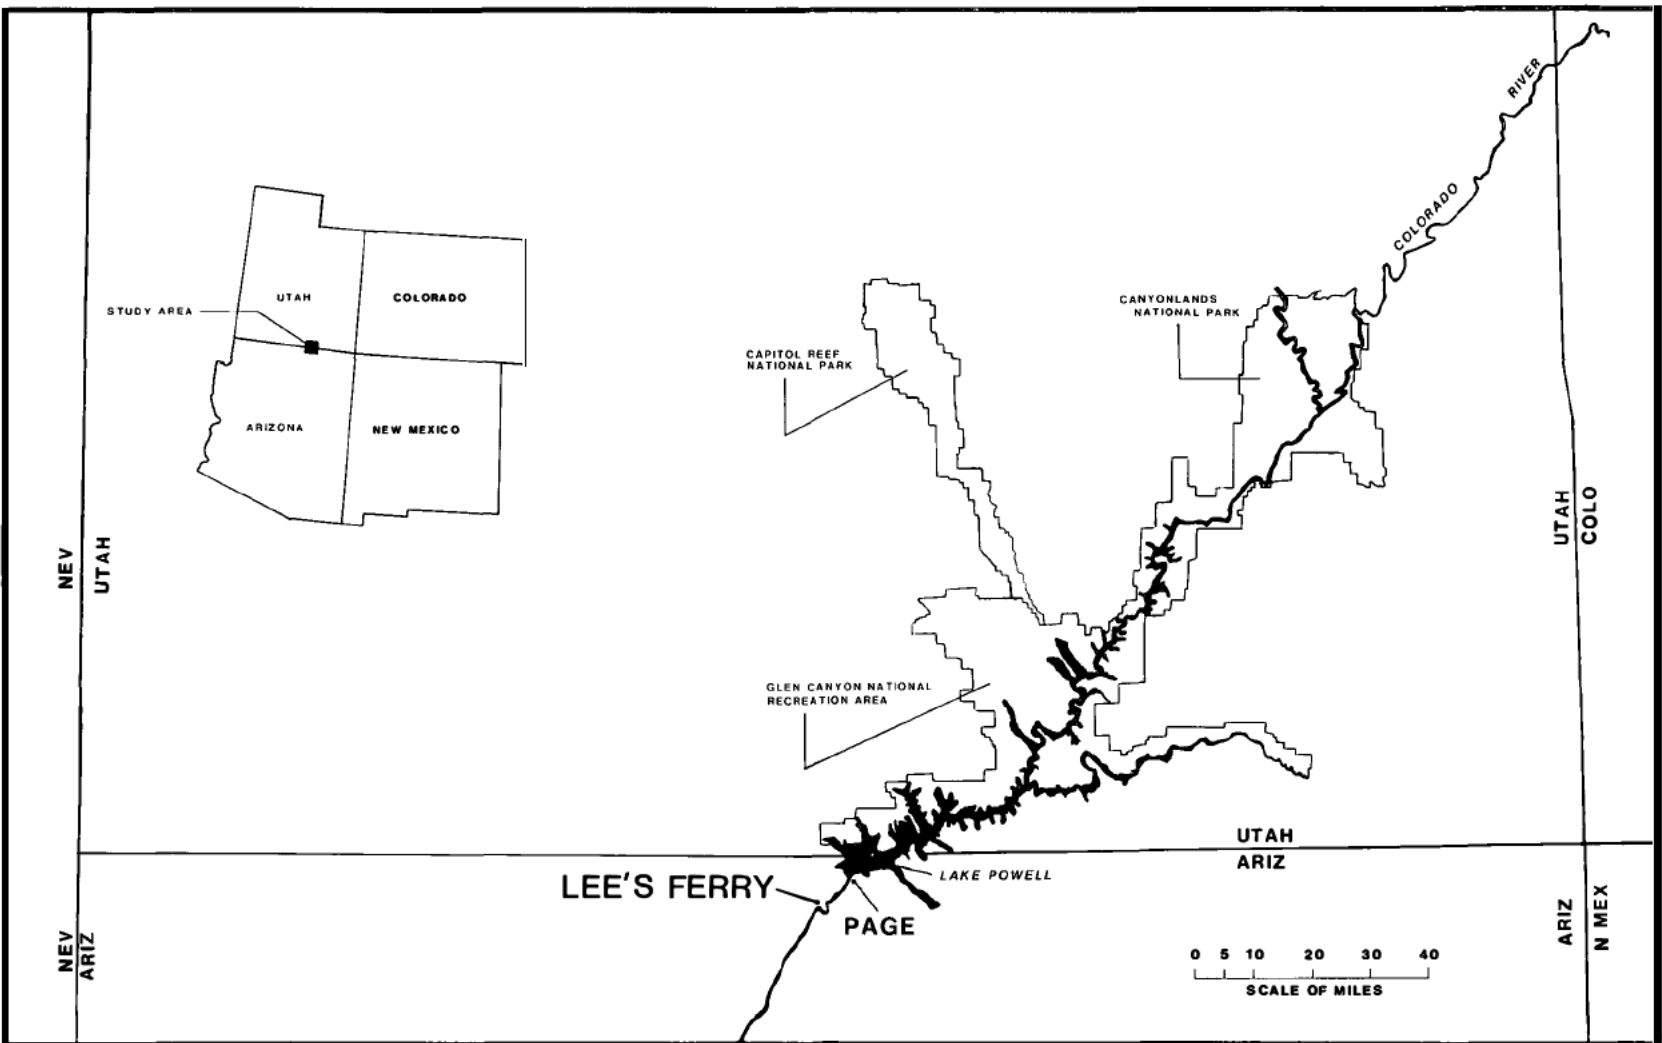 RIVER
COLORADO
UTAH
COLORADO
STUDY AREA
ARIZONA
NEW MEXICO
CAPITOL REEF
NATIONAL PARK
CANYONLANDS
NATIONAL PARK
NEV
UTAH
UTAH
COLO
GLEN CANYON NATIONAL
RECREATION AREA
UTAH
ARIZ
LAKE POWELL
LEE'S FERRY
PAGE
NEV
ARIZ
ARIZ
N MEX
0 5 10 20 30 40
SCALE OF MILES